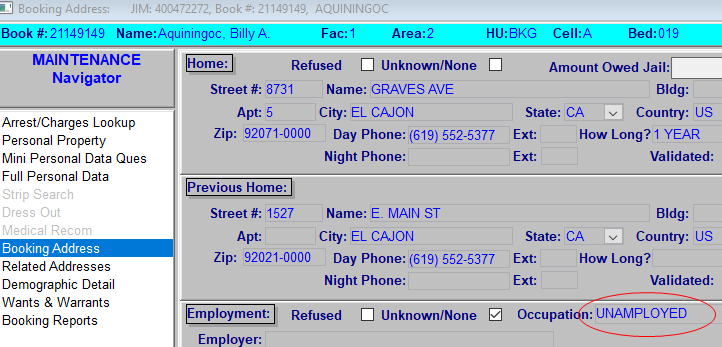 Booking Address: JIM: 400472272, Book #: 21149149, AQUININGOC
Book #: 21149149 Name: Aquiningoc, Billy A. Fac: 1 Area: 2 HU: BKG Cell: A Bed: 019
MAINTENANCE
Navigator
Arrest/Charges Lookup
Personal Property
Mini Personal Data Ques
Full Personal Data
Strip Search
Dress Out
Medical Recom
Booking Address
Related Addresses
Demographic Detail
Wants & Warrants
Booking Reports
Home: Refused Unknown/None Amount Owed Jail:
Street #: 8731 Name: GRAVES AVE Bldg:
Apt: 5 City: EL CAJON State: CA Country: US
Zip: 92071-0000 Day Phone: (619) 552-5377 Ext: How Long? 1 YEAR
Night Phone: Ext: Validated:
Previous Home:
Street #: 1527 Name: E. MAIN ST Bldg:
Apt: City: EL CAJON State: CA Country: US
Zip: 92021-0000 Day Phone: (619) 552-5377 Ext: How Long?
Night Phone: Ext: Validated:
Employment: Refused Unknown/None Occupation: UNAMPLOYED
Employer: